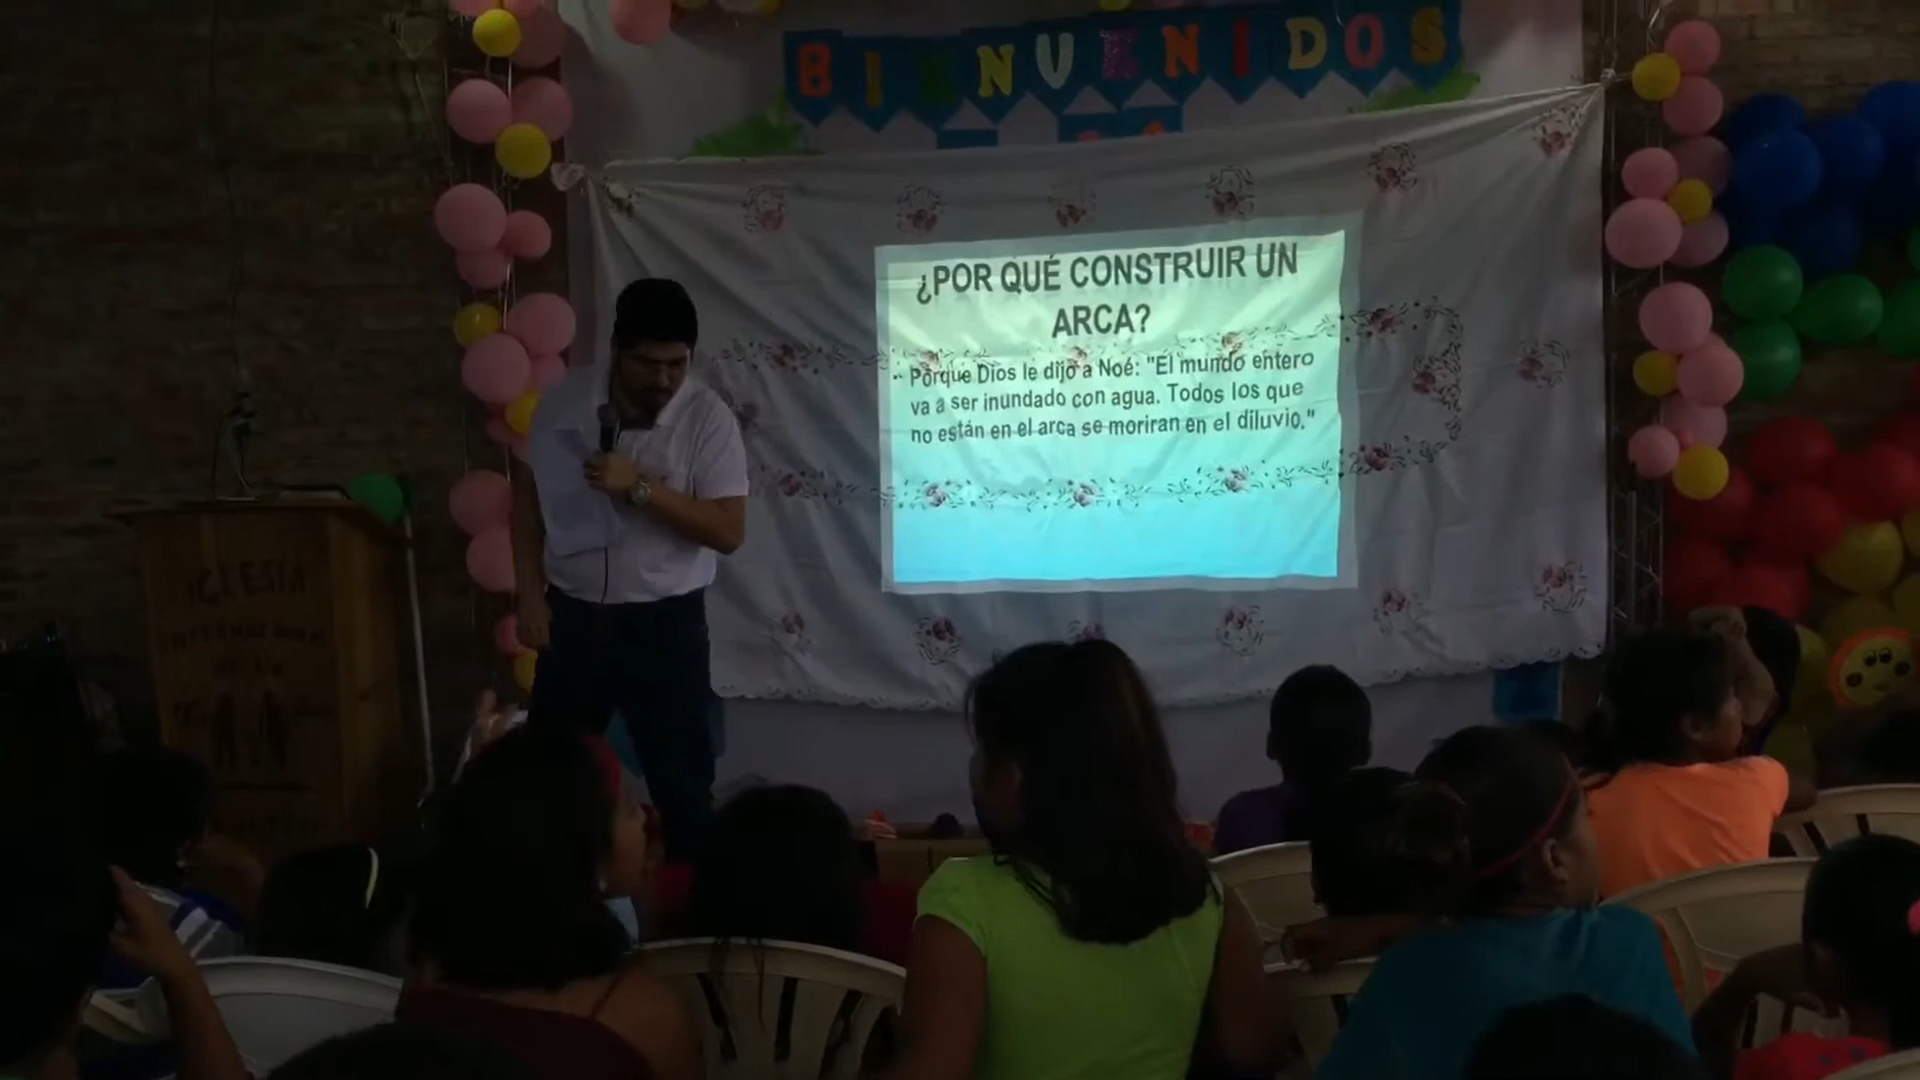 BIENVENIDOS
¿POR QUÉ CONSTRUIR UN
ARCA?
Porque Dios le dijo a Noé: "El mundo entero
va a ser inundado con agua. Todos los que
no están en el arca se moriran en el diluvio."
IGLESIA
INTERNACIONAL